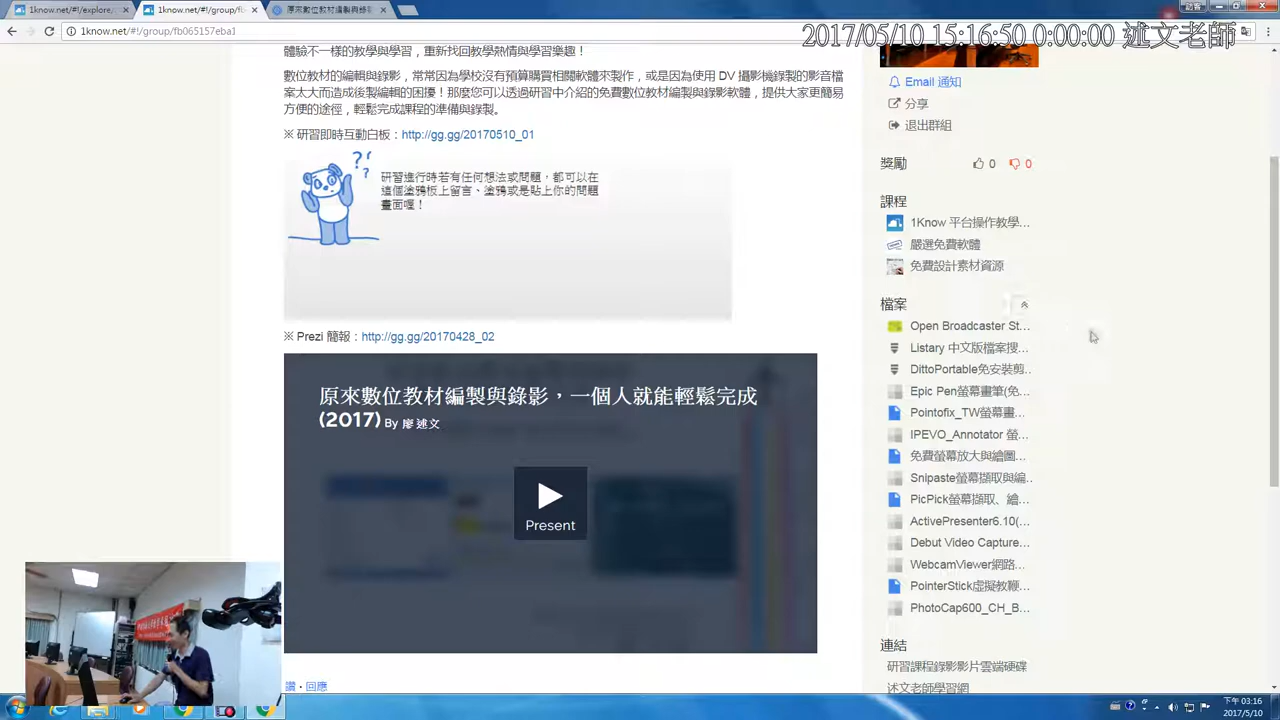 1know.net/#!/explore/
1know.net/#!/group/fb
原來數位教材編製與錄影
訪客
1know.net/#!/group/fb065157eba1
2017/05/10 15:16:50 0:00:00 述文老師
體驗不一樣的教學與學習，重新找回教學熱情與學習樂趣！
數位教材的編輯與錄影，常常因為學校沒有預算購買相關軟體不製作，或是因為使用 DV 攝影機錄製的影音檔
案太大而造成後製編輯的困擾！那麼您可以透過研習中介紹的免費數位教材編製與錄影軟體，提供大家更簡易
方便的途徑，輕鬆完成課程的準備與錄製。
※ 研習即時互動白板：http://gg.gg/20170510_01
研習進行時若有任何想法或問題，都可以在
這個塗鴉板上留言、塗鴉或是貼上你的問題
畫面喔！
※ Prezi 簡報：http://gg.gg/20170428_02
原來數位教材編製與錄影，一個人就能輕鬆完成
(2017) By 廖 述文
Present
讚・回應
Email 通知
分享
退出群組
獎勵
0
0
課程
1Know 平台操作教學...
嚴選免費軟體
免費設計素材資源
檔案
Open Broadcaster St...
Listary 中文版檔案搜...
DittoPortable免安裝剪...
Epic Pen螢幕畫筆(免...
Pointofix_TW螢幕畫...
IPEVO_Annotator 螢...
免費螢幕放大與繪圖...
Snipaste螢幕擷取與編...
PicPick螢幕擷取、繪...
ActivePresenter6.10(...
Debut Video Capture...
WebcamViewer網路...
PointerStick虛擬教鞭...
PhotoCap600_CH_B...
連結
研習課程錄影影片雲端硬碟
述文老師學習網
下午 03:16
2017/5/10